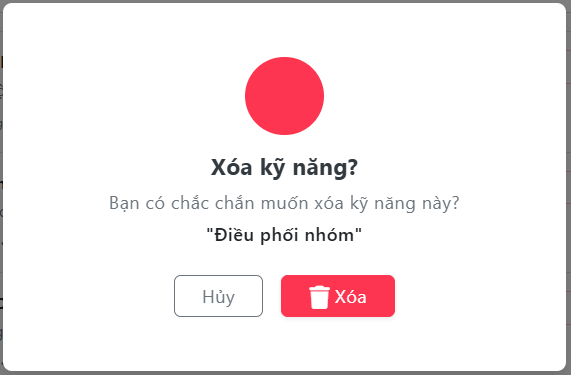 Xóa kỹ năng?
Bạn có chắc chắn muốn xóa kỹ năng này?
"Điều phối nhóm"
Hủy
Xóa